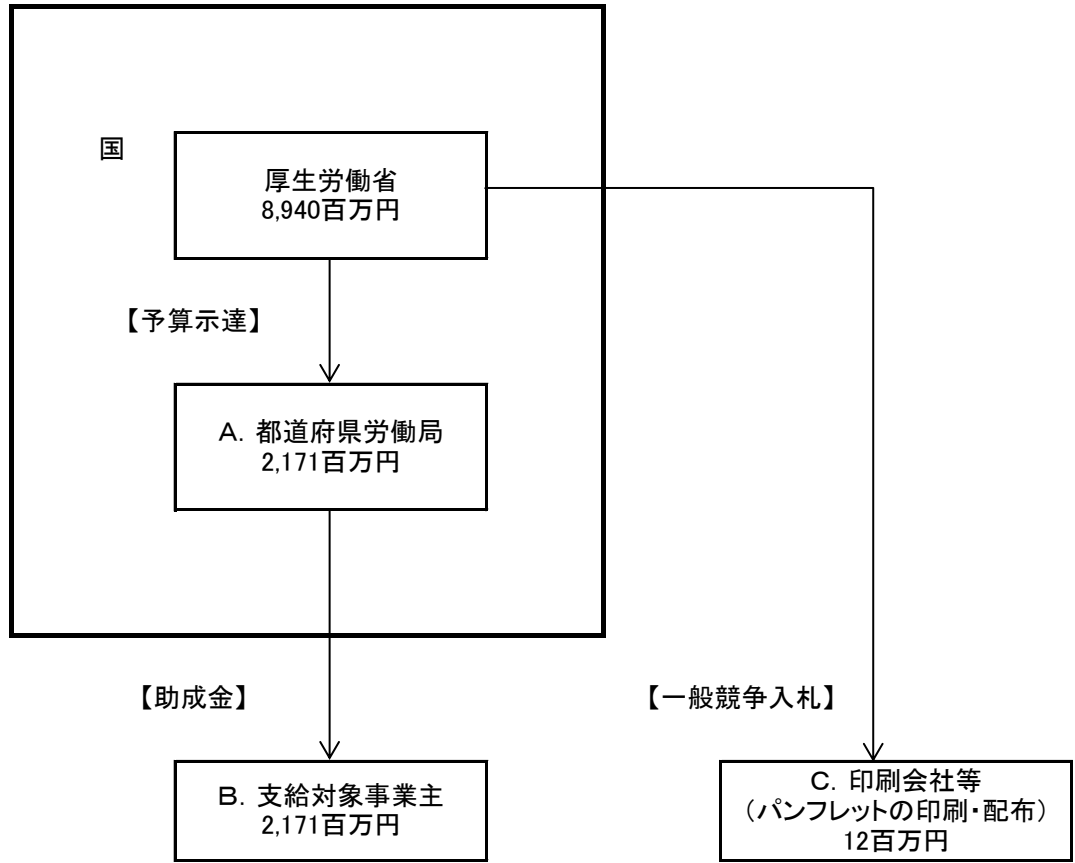 国
厚生労働省
8,940百万円
【予算示達】
A. 都道府県労働局
2,171百万円
【助成金】
【一般競争入札】
B. 支給対象事業主
2,171百万円
C. 印刷会社等
(パンフレットの印刷・配布)
12百万円